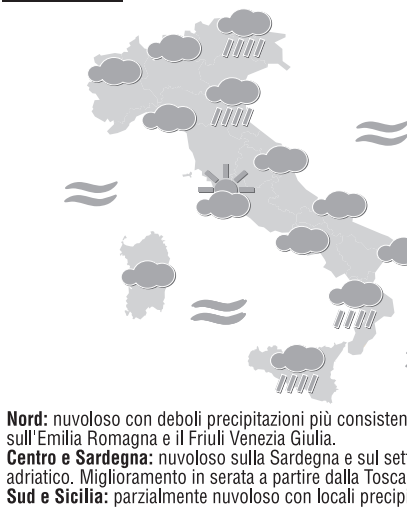 Nord: nuvoloso con deboli precipitazioni più consisten
sull'Emilia Romagna e il Friuli Venezia Giulia.
Centro e Sardegna: nuvoloso sulla Sardegna e sul set
adriatico. Miglioramento in serata a partire dalla Tosca
Sud e Sicilia: parzialmente nuvoloso con locali precip